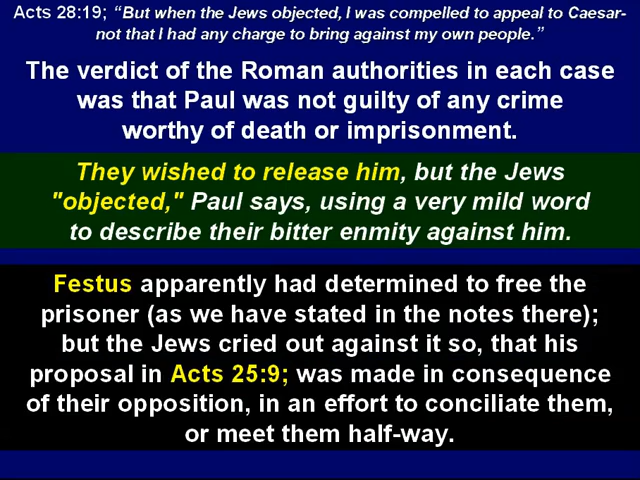 Acts 28:19; “But when the Jews objected, I was compelled to appeal to Caesar-
not that I had any charge to bring against my own people.”
The verdict of the Roman authorities in each case
was that Paul was not guilty of any crime
worthy of death or imprisonment.
They wished to release him, but the Jews
"objected," Paul says, using a very mild word
to describe their bitter enmity against him.
Festus apparently had determined to free the
prisoner (as we have stated in the notes there);
but the Jews cried out against it so, that his
proposal in Acts 25:9; was made in consequence
of their opposition, in an effort to conciliate them,
or meet them half-way.